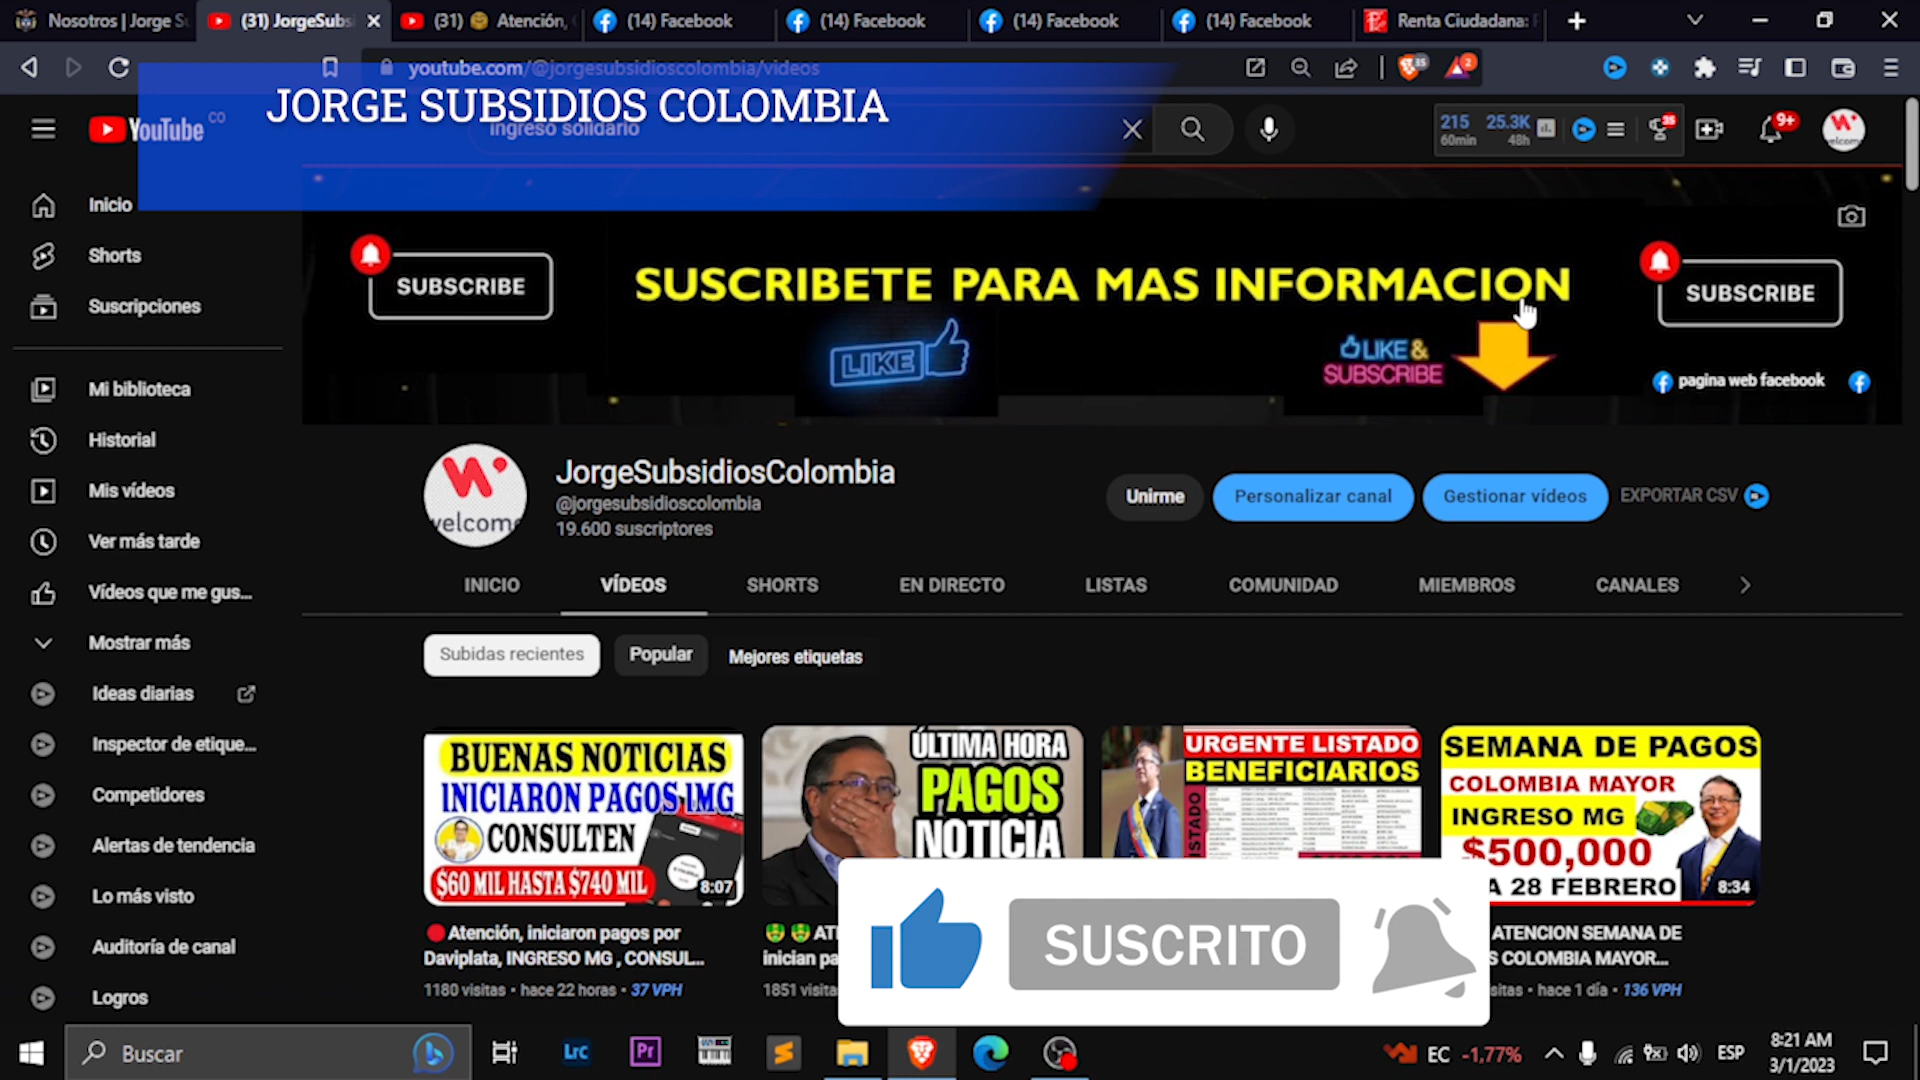 Nosotros | Jorge Su
(31) JorgeSubsi
(31) 😊 Atención,
(14) Facebook
(14) Facebook
(14) Facebook
(14) Facebook
Renta Ciudadana:
youtube.com/@jorgesubsidioscolombia/videos
35
2
JORGE SUBSIDIOS COLOMBIA
YouTube CO
ingreso solidario
215
60min
25.3K
48h
35
9+
Inicio
Shorts
Suscripciones
Mi biblioteca
Historial
Mis vídeos
Ver más tarde
Vídeos que me gus...
Mostrar más
Ideas diarias
Inspector de etique...
Competidores
Alertas de tendencia
Lo más visto
Auditoría de canal
Logros
SUBSCRIBE
SUSCRIBETE PARA MAS INFORMACION
SUBSCRIBE
LIKE
LIKE &
SUBSCRIBE
pagina web facebook
welcome
JorgeSubsidiosColombia
@jorgesubsidioscolombia
19.600 suscriptores
Unirme
Personalizar canal
Gestionar vídeos
EXPORTAR CSV
INICIO
VÍDEOS
SHORTS
EN DIRECTO
LISTAS
COMUNIDAD
MIEMBROS
CANALES
Subidas recientes
Popular
Mejores etiquetas
BUENAS NOTICIAS
INICIARON PAGOS IMG
CONSULTEN
$60 MIL HASTA $740 MIL
8:07
🔴Atención, iniciaron pagos por
Daviplata, INGRESO MG , CONSUL...
1180 visitas • hace 22 horas • 37 VPH
ÚLTIMA HORA
PAGOS
NOTICIA
inician pa
1851 visita
URGENTE LISTADO
BENEFICIARIOS
SEMANA DE PAGOS
COLOMBIA MAYOR
INGRESO MG
$500,000
A 28 FEBRERO
8:34
ATENCION SEMANA DE
S COLOMBIA MAYOR...
sitas • hace 1 día • 136 VPH
SUSCRITO
Buscar
Lrc
Pr
EC -1,77%
ESP
8:21 AM
3/1/2023